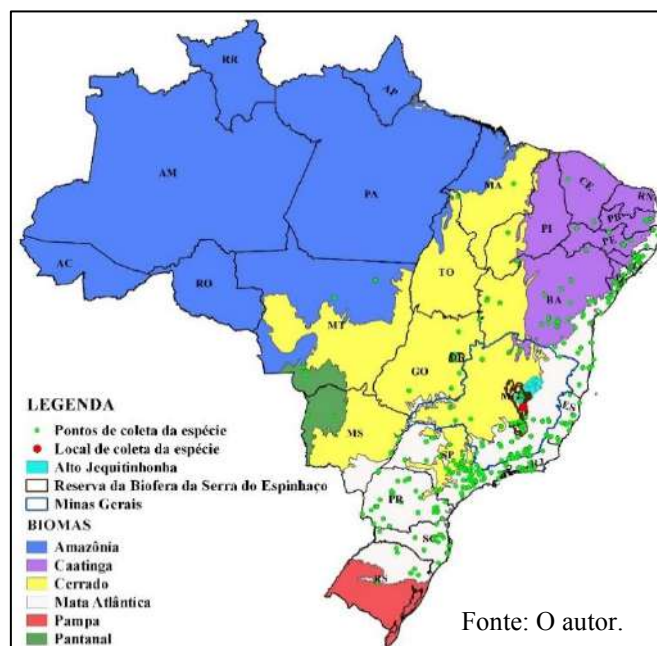 RR
AP
AM
PA
MA
CE
RN
PB
PE
PI
AC
RO
TO
BA
MT
GO
DF
MS
ES
SP
RJ
PR
SC
RS
LEGENDA
Pontos de coleta da espécie
Local de coleta da espécie
Alto Jequitinhonha
Reserva da Biofera da Serra do Espinhaço
Minas Gerais
BIOMAS
Amazônia
Caatinga
Cerrado
Mata Atlântica
Pampa
Pantanal
Fonte: O autor.